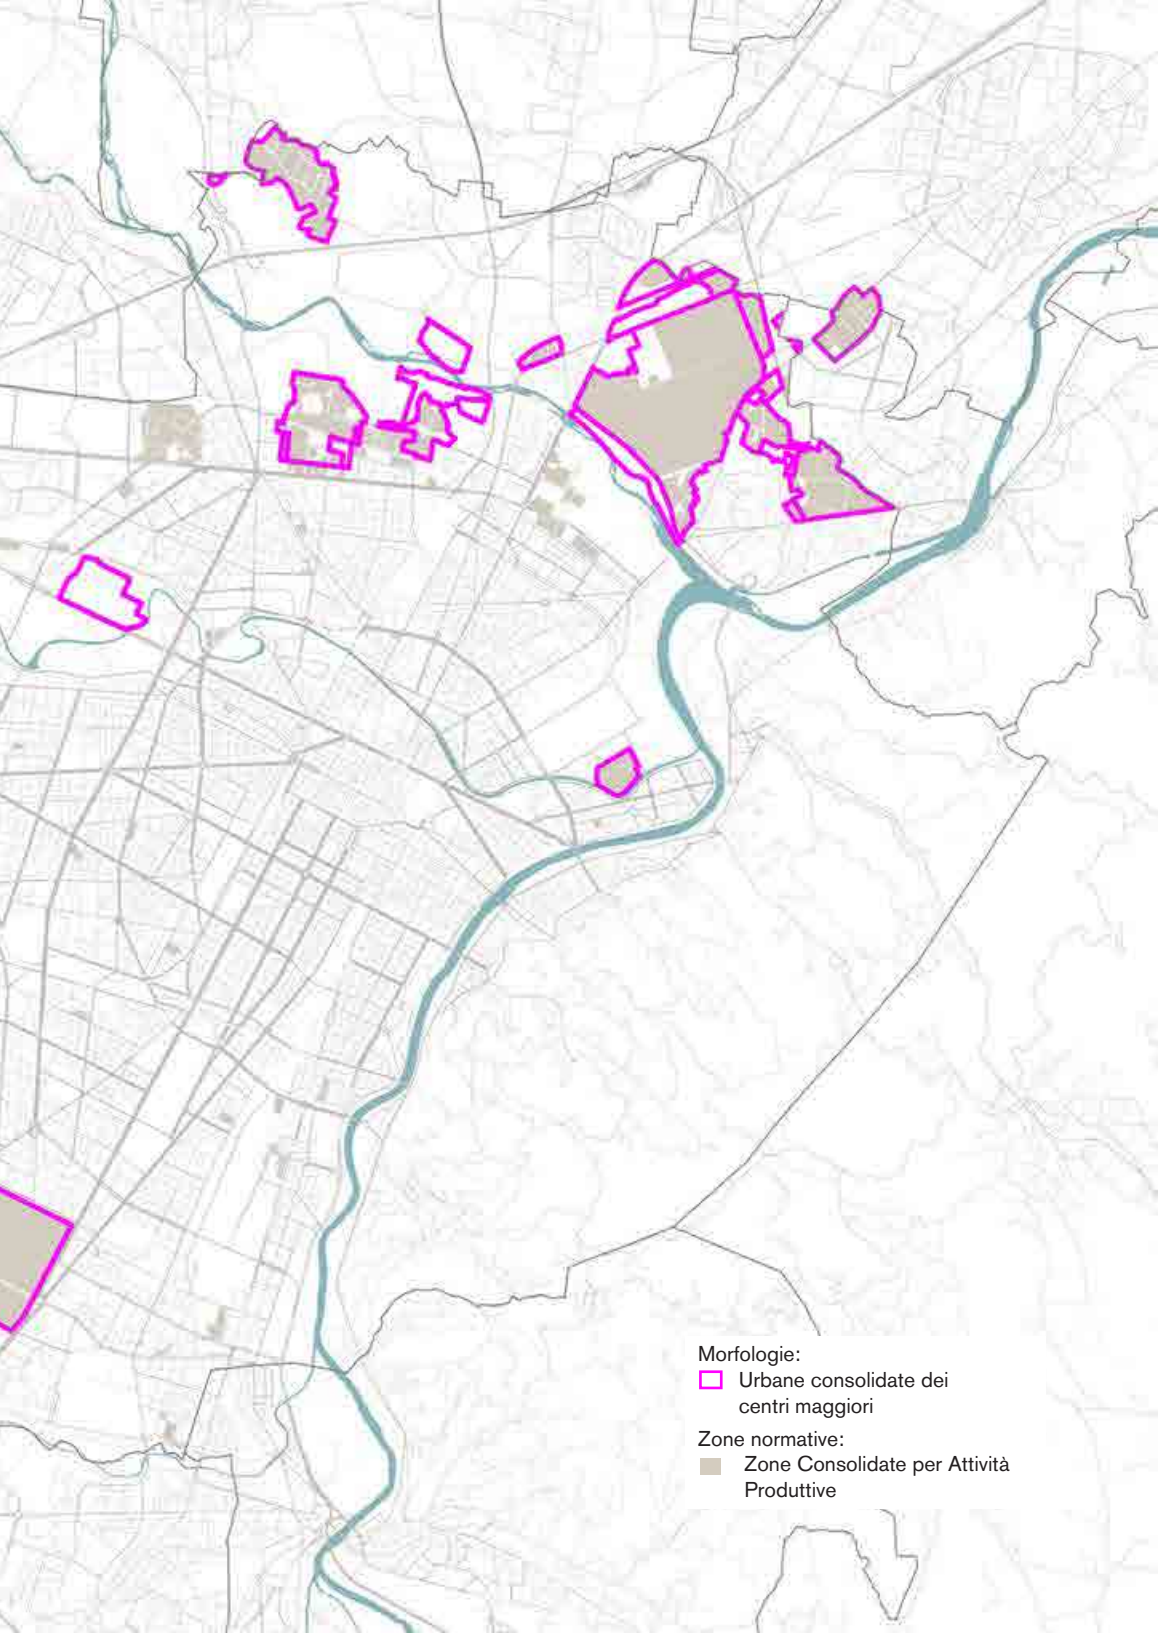 Morfologie:
Urbane consolidate dei
centri maggiori
Zone normative:
Zone Consolidate per Attività
Produttive